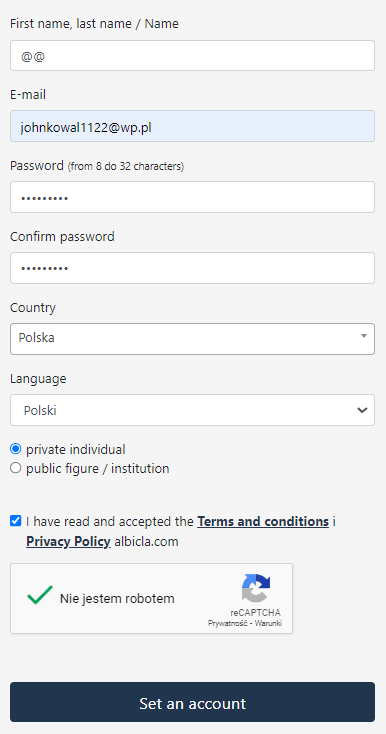 First name, last name / Name
@@
E-mail
johnkowal1122@wp.pl
Password (from 8 do 32 characters)
•••••••••
Confirm password
•••••••••
Country
Polska
Language
Polski
private individual
public figure / institution
I have read and accepted the Terms and conditions i
Privacy Policy albicla.com
Nie jestem robotem
reCAPTCHA
Prywatność - Warunki
Set an account